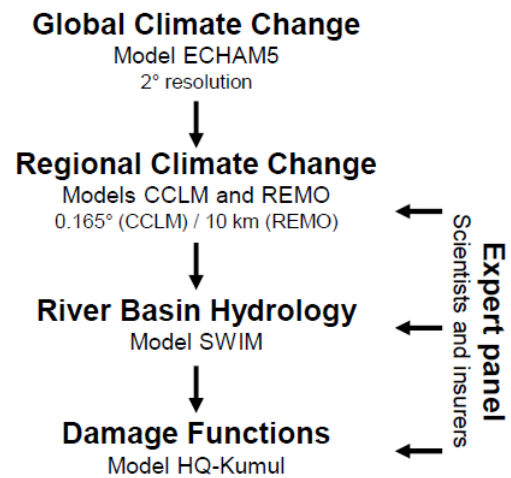 Global Climate Change
Model ECHAM5
2° resolution
Regional Climate Change
Models CCLM and REMO
0.165° (CCLM) / 10 km (REMO)
River Basin Hydrology
Model SWIM
Damage Functions
Model HQ-Kumul
Expert panel
Scientists and insurers